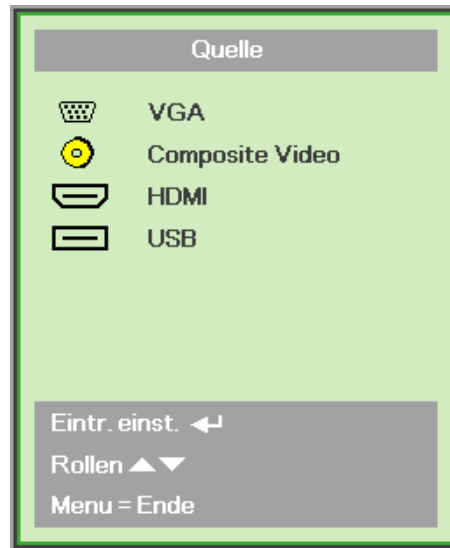 Quelle
VGA
Composite Video
HDMI
USB
Eintr. einst.
Rollen
Menu = Ende